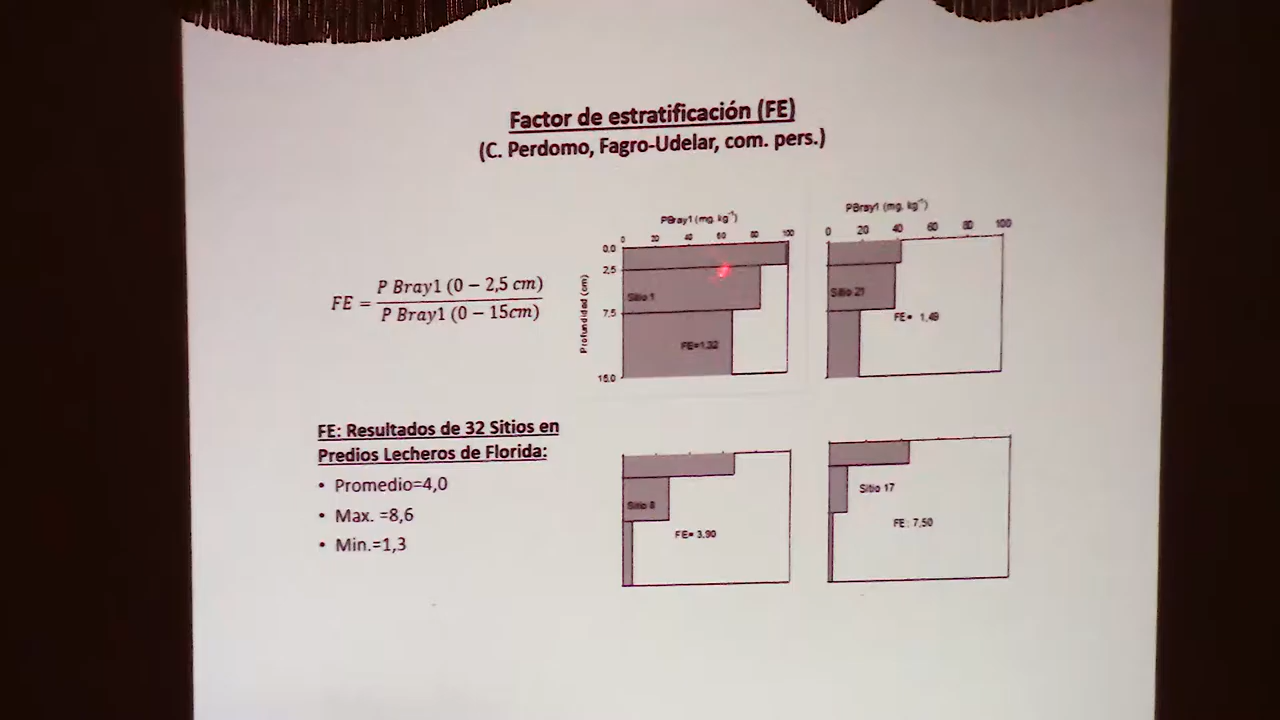 Factor de estratificación (FE)
(C. Perdomo, Fagro-Udelar, com. pers.)
FE = P Bray1 (0 − 2,5 cm)
P Bray1 (0 − 15cm)
FE: Resultados de 32 Sitios en
Predios Lecheros de Florida:
• Promedio=4,0
• Max. =8,6
• Min.=1,3
PBray1 (mg. kg⁻¹)
0 20 40 60 80 100
Profundidad (cm)
0,0
2,5
7,5
15,0
Sitio 1
FE=1,32
PBray1 (mg. kg⁻¹)
0 20 40 60 80 100
Sitio 21
FE= 1,49
Sitio 8
FE= 3,90
Sitio 17
FE: 7,50